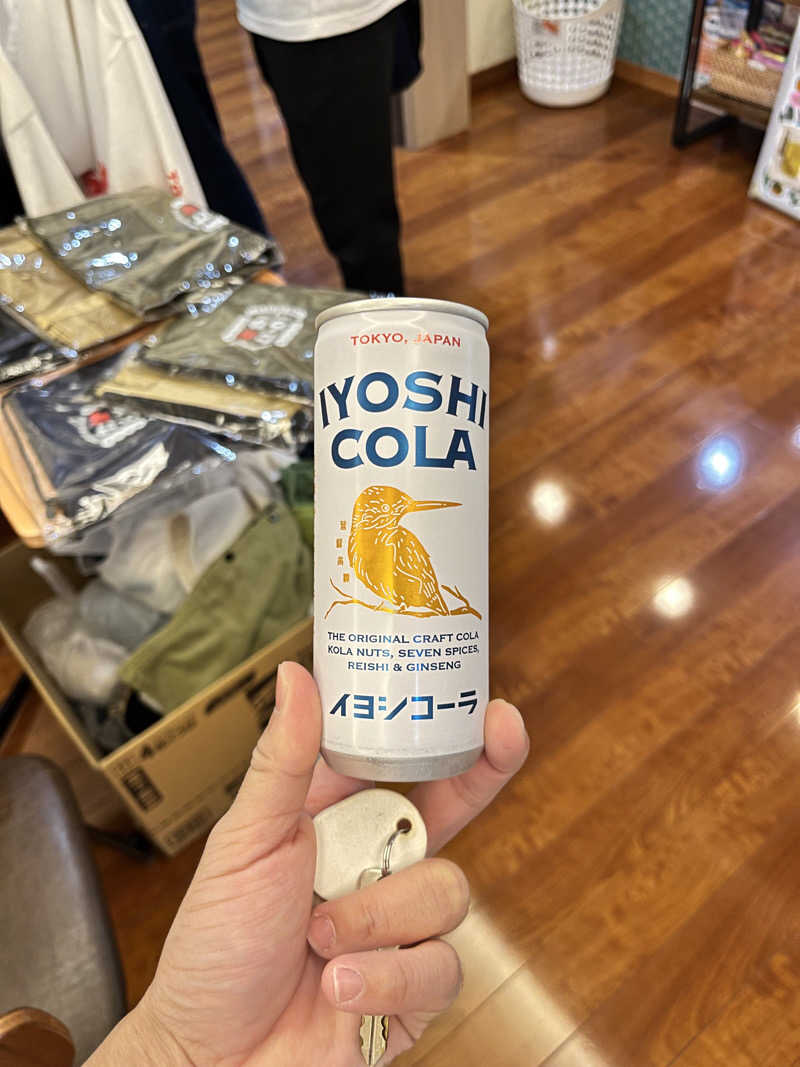 TOKYO, JAPAN
IYOSHI
COLA
THE ORIGINAL CRAFT COLA
KOLA NUTS, SEVEN SPICES,
REISHI & GINSENG
イヨシコーラ